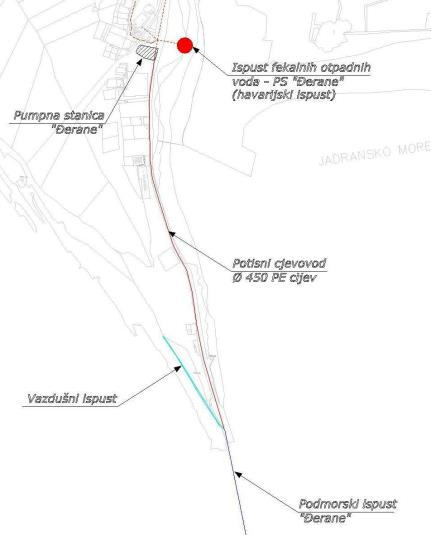 Ispust fekalnih otpadnih
voda - PS "Đerane"
(havarijski ispust)
Pumpna stanica
"Đerane"
JADRANSKO MORE
Potisni cjevovod
Ø 450 PE cijev
Vazdušni ispust
Podmorski ispust
"Đerane"